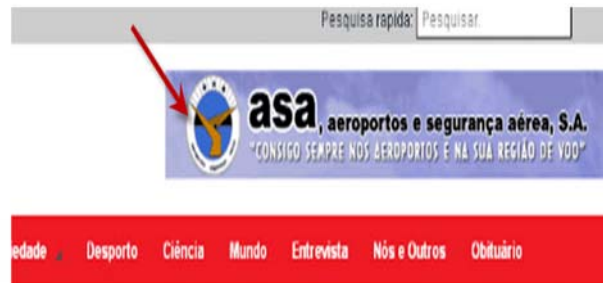 Pesquisa rapida: Pesquisar.
asa, aeroportos e segurança aérea, S.A.
"CONSIGO SEMPRE NOS AEROPORTOS E NA SUA REGIÃO DE VOO"
edade Desporto Ciência Mundo Entrevista Nós e Outros Obituário